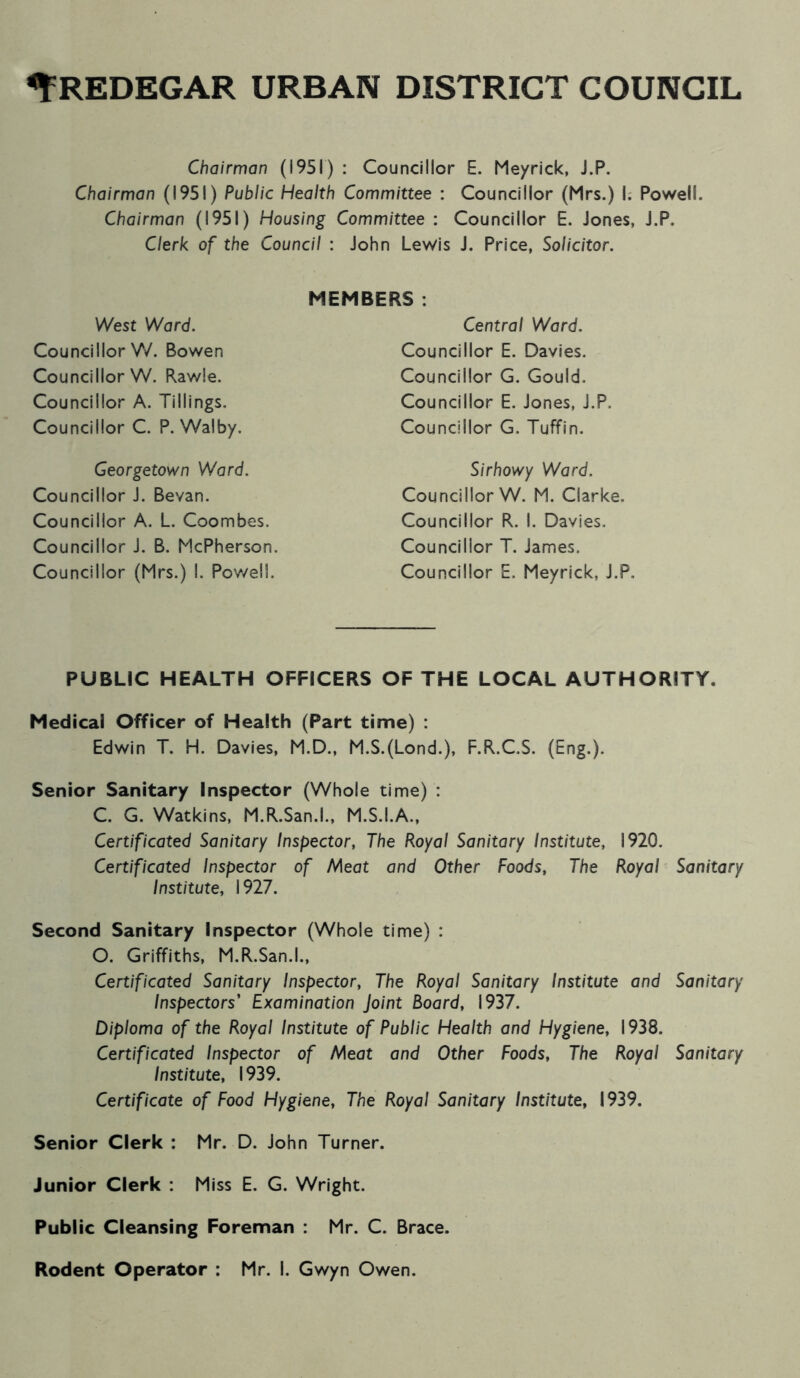 TREDEGAR URBAN DISTRICT COUNCIL
Chairman (1951) : Councillor E. Meyrick, J.P.
Chairman (1951) Public Health Committee : Councillor (Mrs.) I. Powell.
Chairman (1951) Housing Committee : Councillor E. Jones, J.P.
Clerk of the Council : John Lewis J. Price, Solicitor.
MEMBERS :
West Ward.
Councillor W. Bowen
Councillor W. Rawle.
Councillor A. Tillings.
Councillor C. P. Walby.
Central Ward.
Councillor E. Davies.
Councillor G. Gould.
Councillor E. Jones, J.P.
Councillor G. Tuffin.
Georgetown Ward.
Councillor J. Bevan.
Councillor A. L. Coombes.
Councillor J. B. McPherson.
Councillor (Mrs.) I. Powell.
Sirhowy Ward.
Councillor W. M. Clarke.
Councillor R. I. Davies.
Councillor T. James.
Councillor E. Meyrick, J.P.
PUBLIC HEALTH OFFICERS OF THE LOCAL AUTHORITY.
Medical Officer of Health (Part time) :
Edwin T. H. Davies, M.D., M.S.(Lond.), F.R.C.S. (Eng.).
Senior Sanitary Inspector (Whole time) :
C. G. Watkins, M.R.San.I., M.S.I.A.,
Certificated Sanitary Inspector, The Royal Sanitary Institute, 1920.
Certificated Inspector of Meat and Other Foods, The Royal Sanitary
Institute, 1927.
Second Sanitary Inspector (Whole time) :
O. Griffiths, M.R.San.I.,
Certificated Sanitary Inspector, The Royal Sanitary Institute and Sanitary
Inspectors' Examination Joint Board, 1937.
Diploma of the Royal Institute of Public Health and Hygiene, 1938.
Certificated Inspector of Meat and Other Foods, The Royal Sanitary
Institute, 1939.
Certificate of Food Hygiene, The Royal Sanitary Institute, 1939.
Senior Clerk : Mr. D. John Turner.
Junior Clerk : Miss E. G. Wright.
Public Cleansing Foreman : Mr. C. Brace.
Rodent Operator : Mr. I. Gwyn Owen.